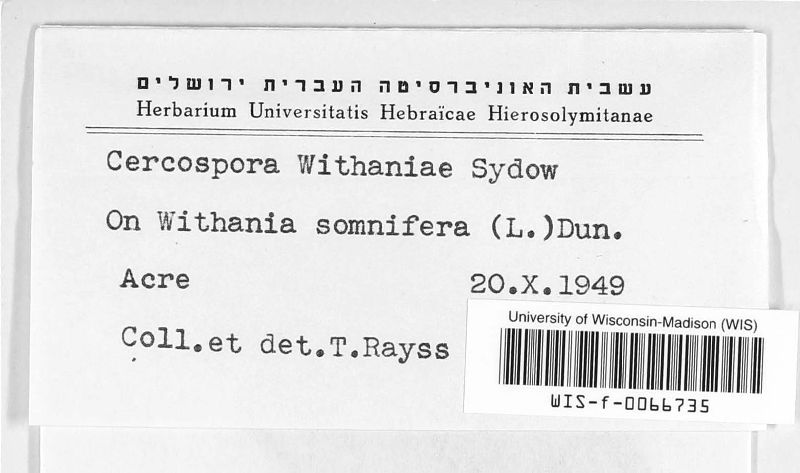 עשבית האוניברסיטה העברית ירושלים
Herbarium Universitatis Hebraïcae Hierosolymitanae
Cercospora Withaniae Sydow
On Withania somnifera (L.)Dun.
Acre 20.X.1949
Coll.et det.T.Rayss
University of Wisconsin-Madison (WIS)
WIS-f-0066735